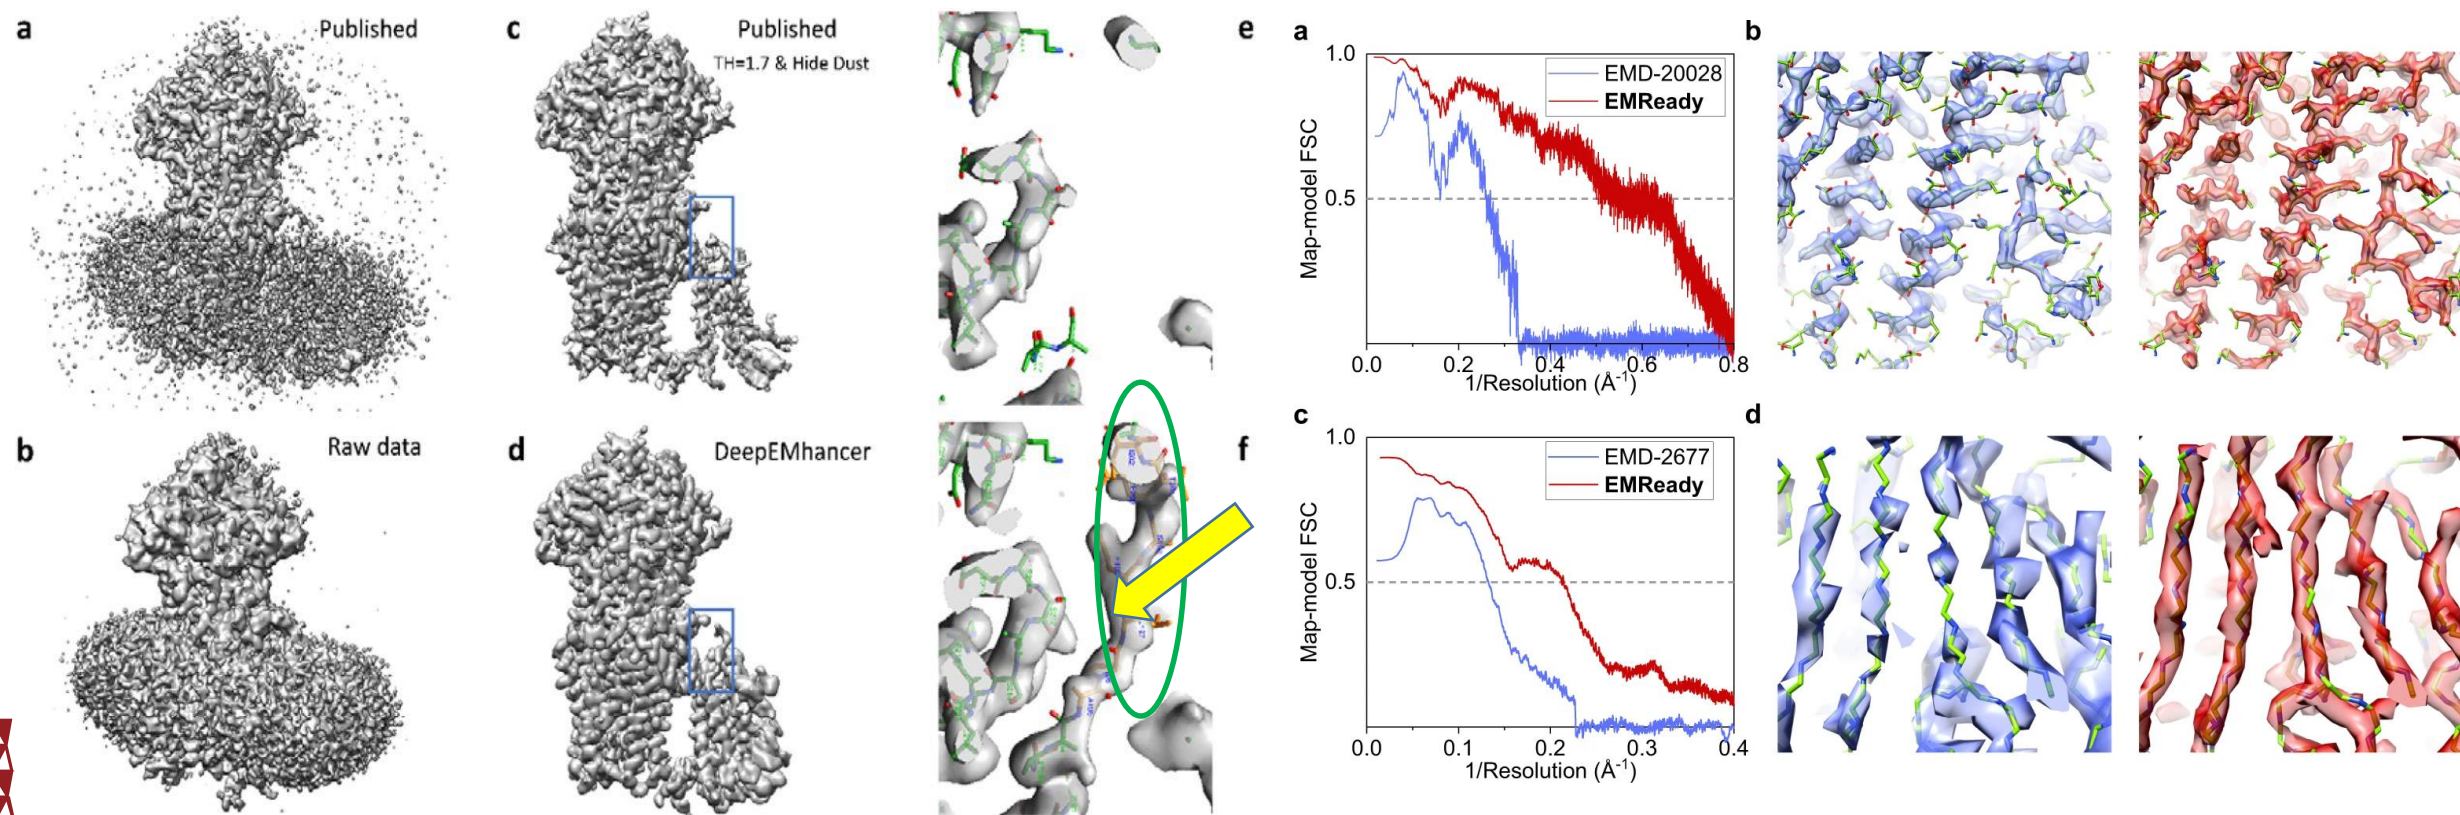 a
Published
c
Published
TH=1.7 & Hide Dust
e
b
Raw data
d
DeepEMhancer
f
a
1.0
0.5
Map-model FSC
EMD-20028
EMReady
0.0
0.2
0.4
0.6
0.8
1/Resolution (Å-1)
b
c
1.0
0.5
Map-model FSC
EMD-2677
EMReady
0.0
0.1
0.2
0.3
0.4
1/Resolution (Å-1)
d